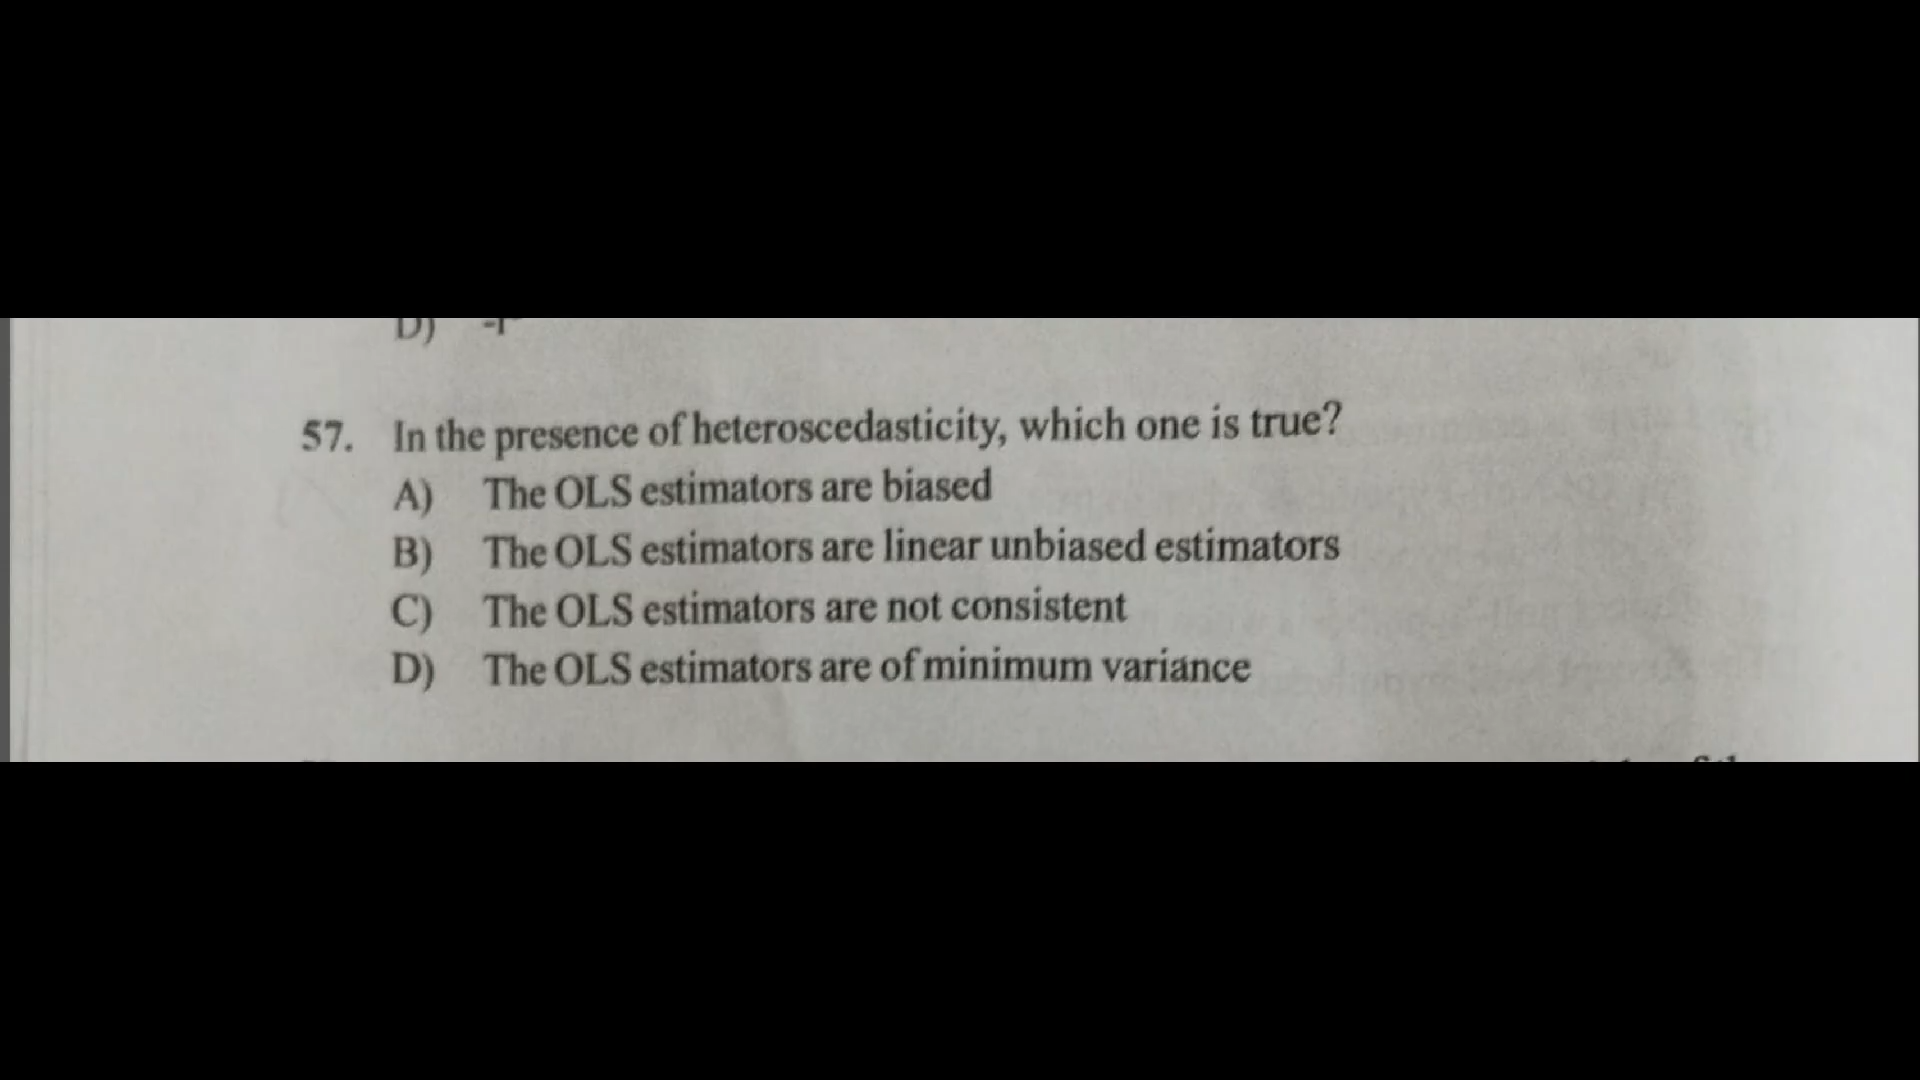 57. In the presence of heteroscedasticity, which one is true?
A) The OLS estimators are biased
B) The OLS estimators are linear unbiased estimators
C) The OLS estimators are not consistent
D) The OLS estimators are of minimum variance